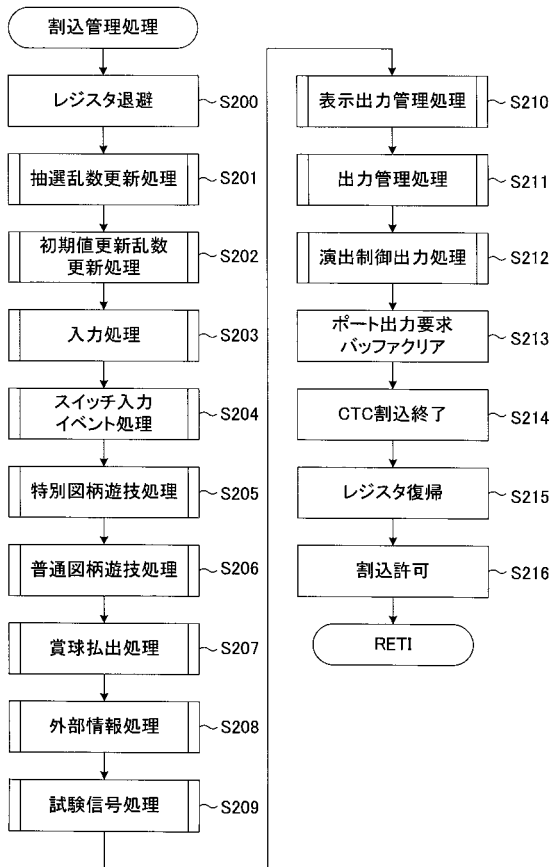 割込管理処理
レジスタ退避
S200
抽選乱数更新処理
S201
初期値更新乱数
更新処理
S202
入力処理
S203
スイッチ入力
イベント処理
S204
特別図柄遊技処理
S205
普通図柄遊技処理
S206
賞球払出処理
S207
外部情報処理
S208
試験信号処理
S209
表示出力管理処理
S210
出力管理処理
S211
演出制御出力処理
S212
ポート出力要求
バッファクリア
S213
CTC割込終了
S214
レジスタ復帰
S215
割込許可
S216
RETI